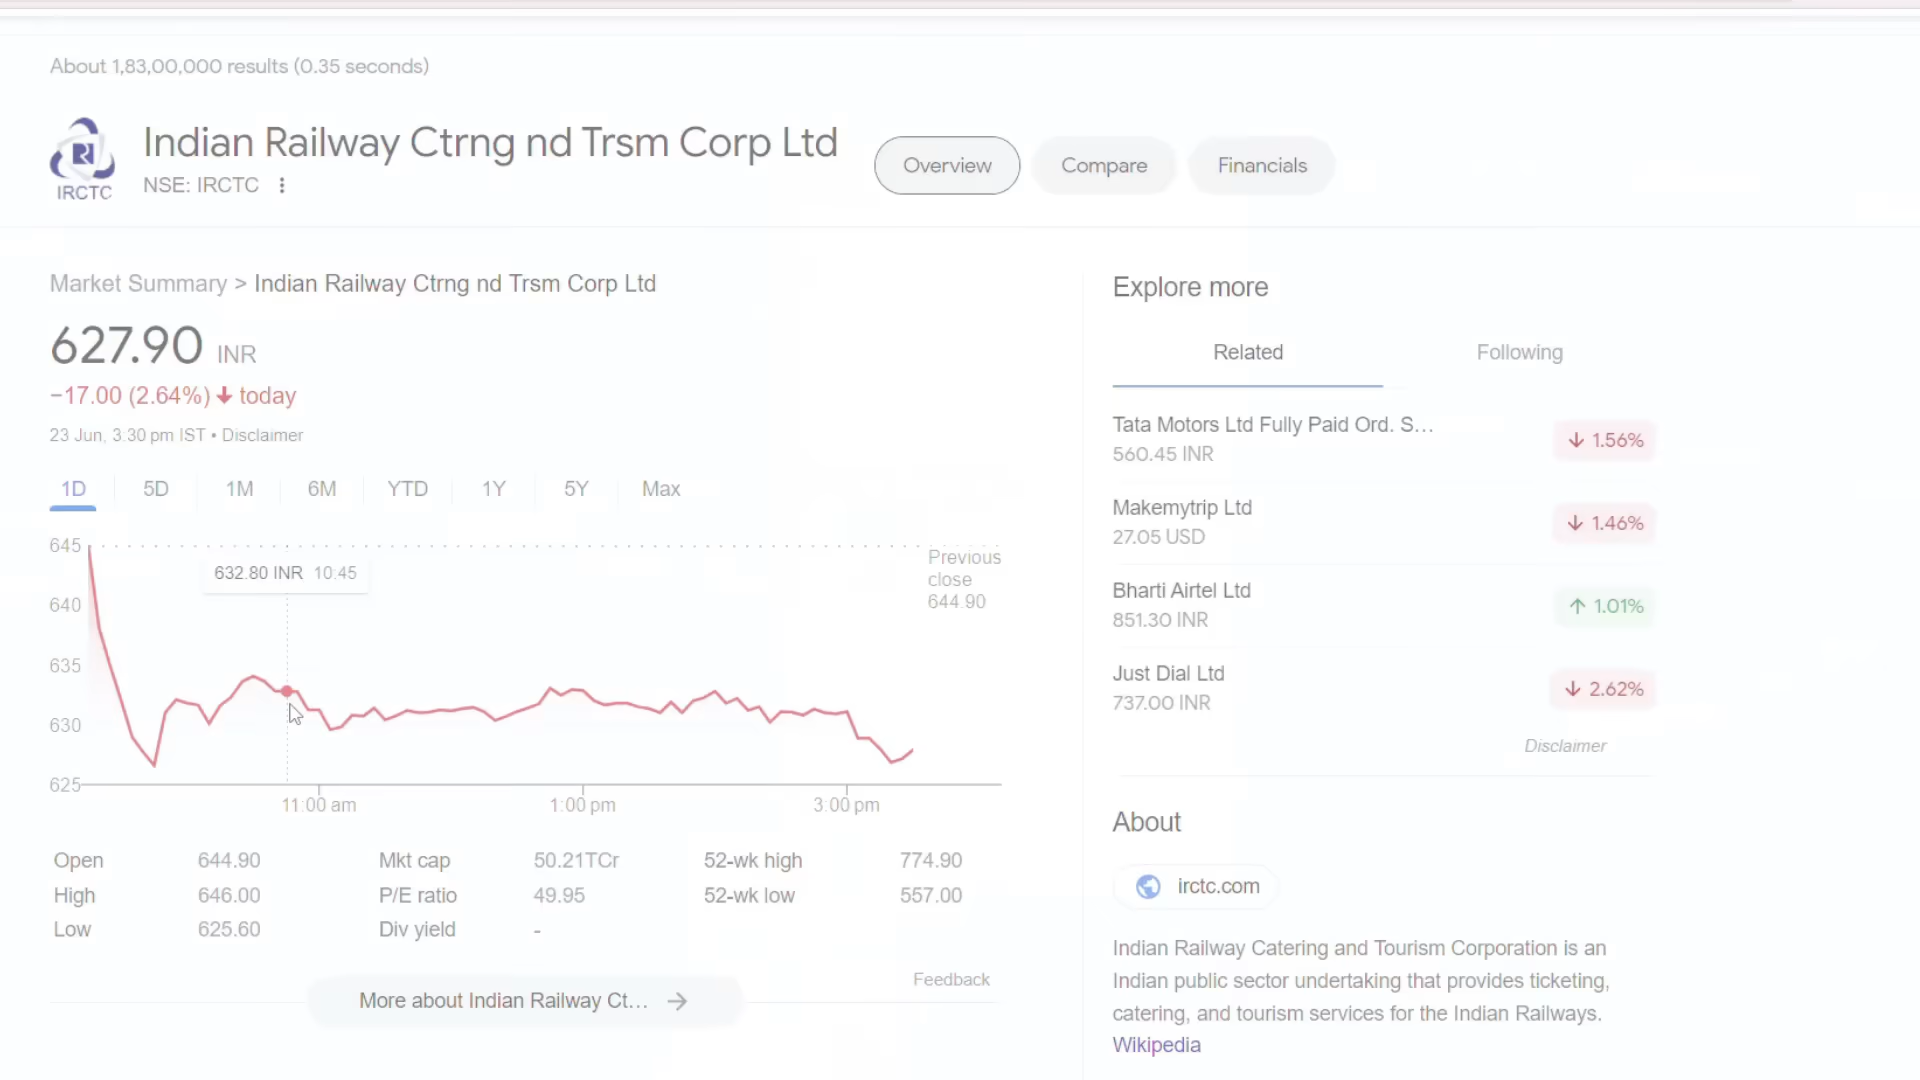 About 1,83,00,000 results (0.35 seconds)
IRCTC
Indian Railway Ctrng nd Trsm Corp Ltd
NSE: IRCTC
Overview
Compare
Financials
Market Summary > Indian Railway Ctrng nd Trsm Corp Ltd
627.90 INR
−17.00 (2.64%) ↓ today
23 Jun, 3:30 pm IST • Disclaimer
1D 5D 1M 6M YTD 1Y 5Y Max
645
640
635
630
625
632.80 INR 10:45
Previous
close
644.90
11:00 am 1:00 pm 3:00 pm
Open 644.90 Mkt cap 50.21TCr 52-wk high 774.90
High 646.00 P/E ratio 49.95 52-wk low 557.00
Low 625.60 Div yield -
Feedback
More about Indian Railway Ct... →
Explore more
Related Following
Tata Motors Ltd Fully Paid Ord. S...
560.45 INR
↓ 1.56%
Makemytrip Ltd
27.05 USD
↓ 1.46%
Bharti Airtel Ltd
851.30 INR
↑ 1.01%
Just Dial Ltd
737.00 INR
↓ 2.62%
Disclaimer
About
irctc.com
Indian Railway Catering and Tourism Corporation is an
Indian public sector undertaking that provides ticketing,
catering, and tourism services for the Indian Railways.
Wikipedia